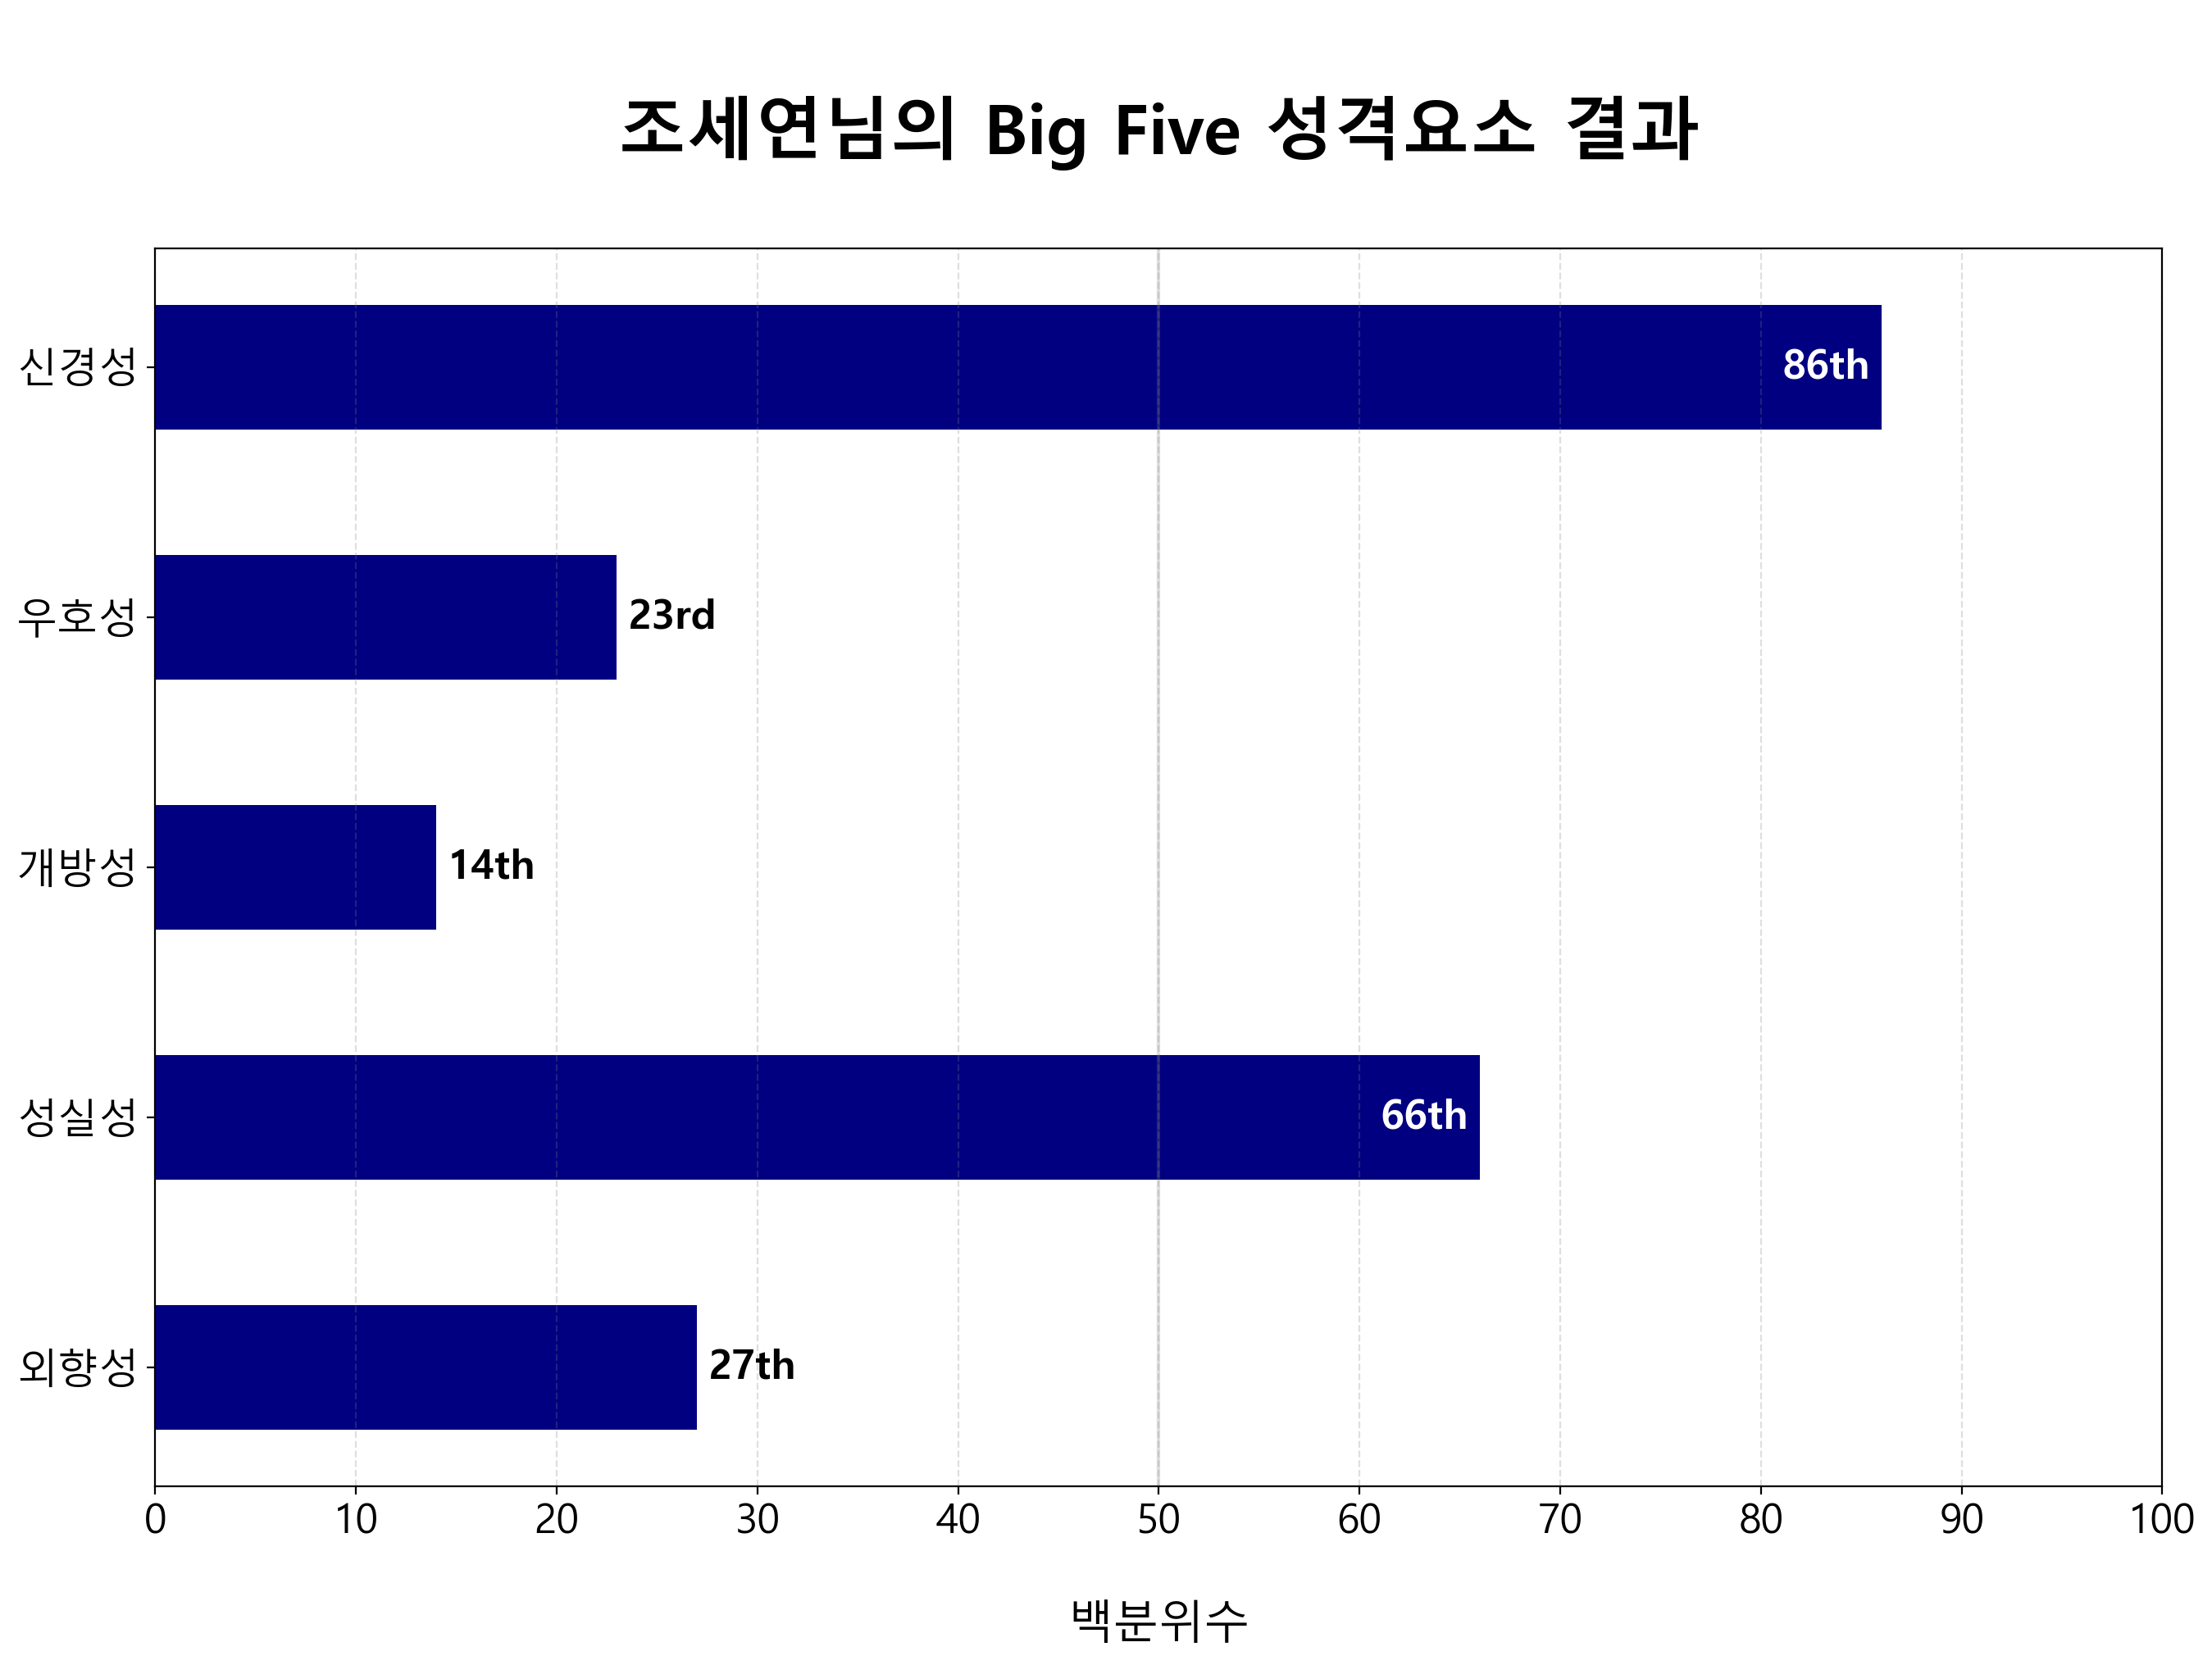 조세연님의 Big Five 성격요소 결과
신경성 86th
우호성 23rd
개방성 14th
성실성 66th
외향성 27th
0 10 20 30 40 50 60 70 80 90 100
백분위수